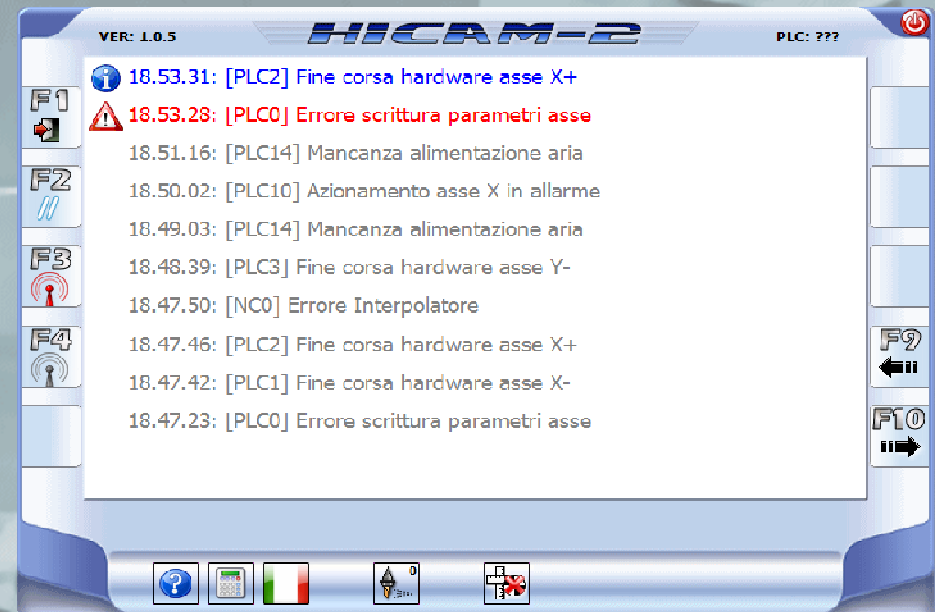 VER: 1.0.5
HICAM-2
PLC: ???
18.53.31: [PLC2] Fine corsa hardware asse X+
18.53.28: [PLC0] Errore scrittura parametri asse
18.51.16: [PLC14] Mancanza alimentazione aria
18.50.02: [PLC10] Azionamento asse X in allarme
18.49.03: [PLC14] Mancanza alimentazione aria
18.48.39: [PLC3] Fine corsa hardware asse Y-
18.47.50: [NC0] Errore Interpolatore
18.47.46: [PLC2] Fine corsa hardware asse X+
18.47.42: [PLC1] Fine corsa hardware asse X-
18.47.23: [PLC0] Errore scrittura parametri asse
F1
F2
F3
F4
F9
F10
?
0